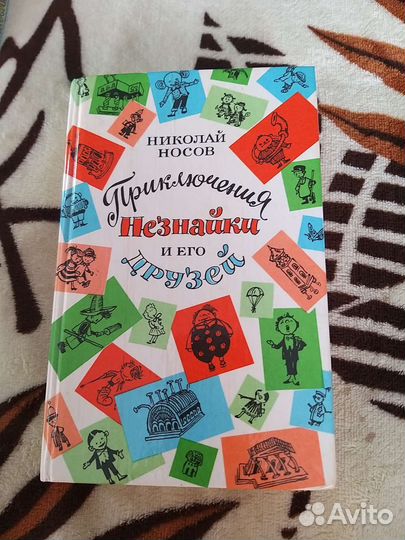 НИКОЛАЙ
НОСОВ
Приключения
Незнайки
И ЕГО
друзей
Avito